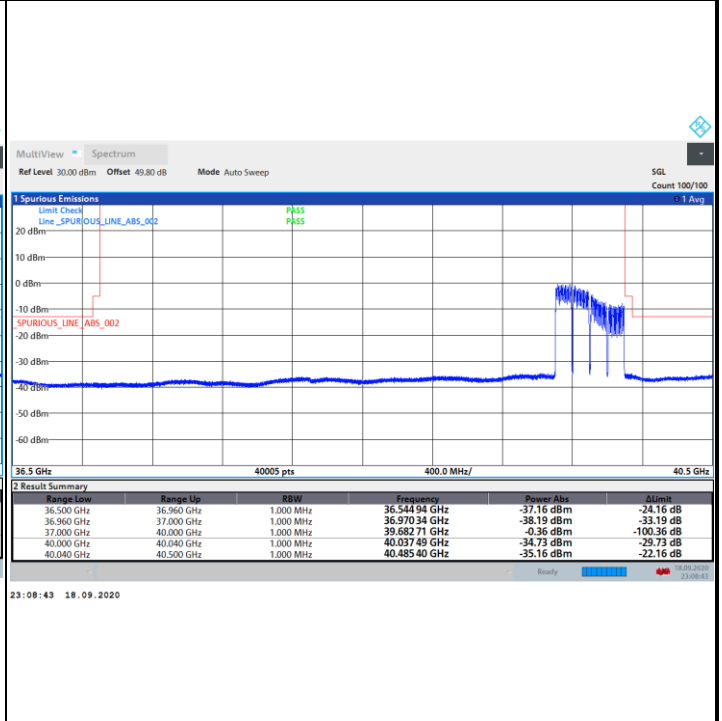 MultiView Spectrum
Ref Level 30.00 dBm Offset 49.80 dB Mode Auto Sweep SGL
Count 100/100
1 Spurious Emissions 1 Avg
Limit Check PASS
Line _SPURIOUS_LINE_ABS_002 PASS
20 dBm
10 dBm
0 dBm
-10 dBm
_SPURIOUS_LINE_ABS_002
-20 dBm
-30 dBm
-40 dBm
-50 dBm
-60 dBm
36.5 GHz 40005 pts 400.0 MHz/ 40.5 GHz
2 Result Summary
Range Low Range Up RBW Frequency Power Abs ΔLimit
36.500 GHz 36.960 GHz 1.000 MHz 36.544 94 GHz -37.16 dBm -24.16 dB
36.960 GHz 37.000 GHz 1.000 MHz 36.970 34 GHz -38.19 dBm -33.19 dB
37.000 GHz 40.000 GHz 1.000 MHz 39.682 71 GHz -0.36 dBm -100.36 dB
40.000 GHz 40.040 GHz 1.000 MHz 40.037 49 GHz -34.73 dBm -29.73 dB
40.040 GHz 40.500 GHz 1.000 MHz 40.485 40 GHz -35.16 dBm -22.16 dB
Ready 18.09.2020
23:08:43
23:08:43 18.09.2020